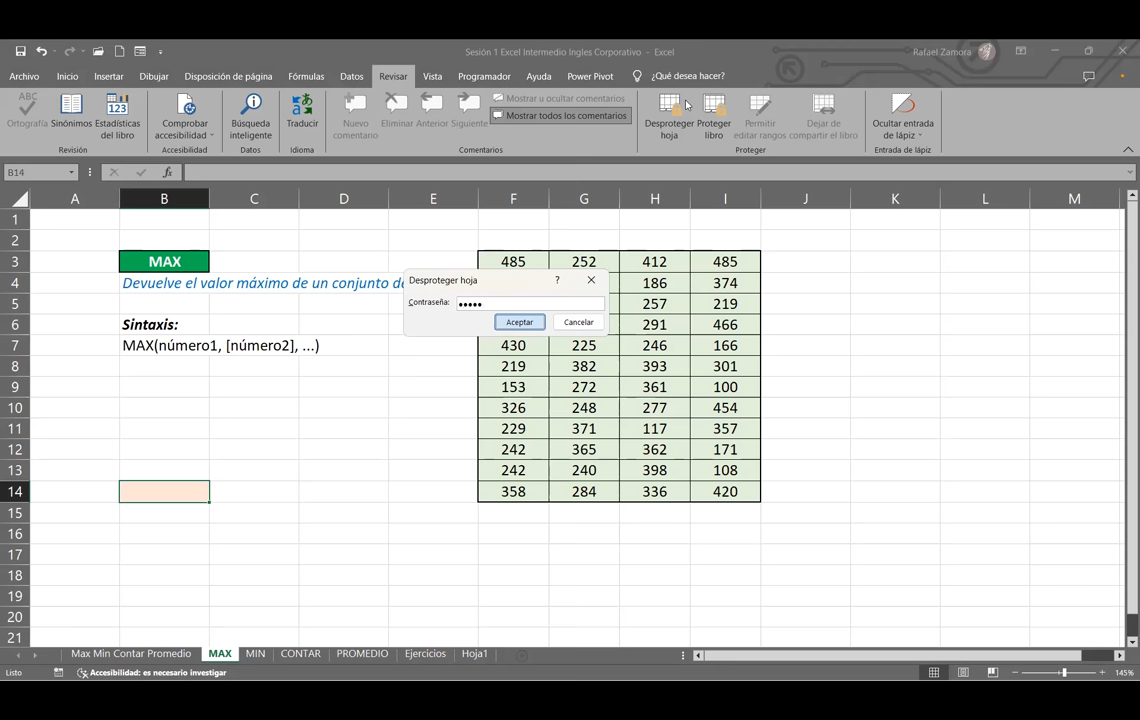 Sesión 1 Excel Intermedio Ingles Corporativo - Excel
Rafael Zamora
Archivo Inicio Insertar Dibujar Disposición de página Fórmulas Datos Revisar Vista Programador Ayuda Power Pivot ¿Qué desea hacer?
ABC
Ortografía
Sinónimos
123
Estadísticas del libro
Revisión
Comprobar accesibilidad
Accesibilidad
Búsqueda inteligente
Datos
Traducir
Idioma
Nuevo comentario
Eliminar
Anterior
Siguiente
Mostrar u ocultar comentarios
Mostrar todos los comentarios
Comentarios
Desproteger hoja
Proteger libro
Permitir editar rangos
Dejar de compartir el libro
Proteger
Ocultar entrada de lápiz
Entrada de lápiz
B14
fx
A B C D E F G H I J K L M
1
2
3 MAX 485 252 412 485
4 Devuelve el valor máximo de un conjunto de 186 374
5 257 219
6 Sintaxis: 291 466
7 MAX(número1, [número2], ...) 430 225 246 166
8 219 382 393 301
9 153 272 361 100
10 326 248 277 454
11 229 371 117 357
12 242 365 362 171
13 242 240 398 108
14 358 284 336 420
15
16
17
18
19
20
21
Desproteger hoja ?
Contraseña: •••••
Aceptar Cancelar
Max Min Contar Promedio MAX MIN CONTAR PROMEDIO Ejercicios Hoja1
Listo Accesibilidad: es necesario investigar 145%